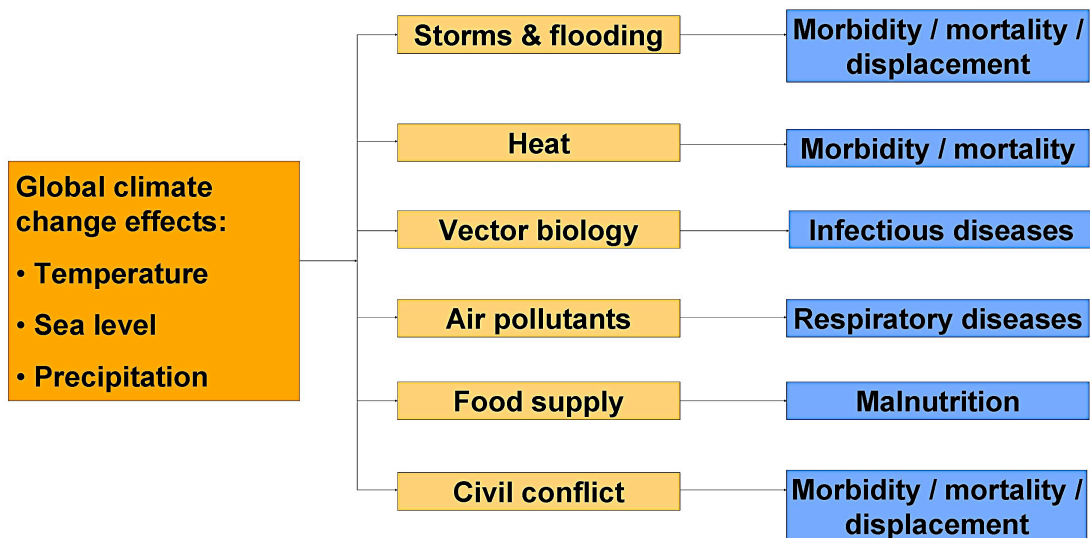 Global climate
change effects:
• Temperature
• Sea level
• Precipitation
Storms & flooding
Morbidity / mortality /
displacement
Heat
Morbidity / mortality
Vector biology
Infectious diseases
Air pollutants
Respiratory diseases
Food supply
Malnutrition
Civil conflict
Morbidity / mortality /
displacement